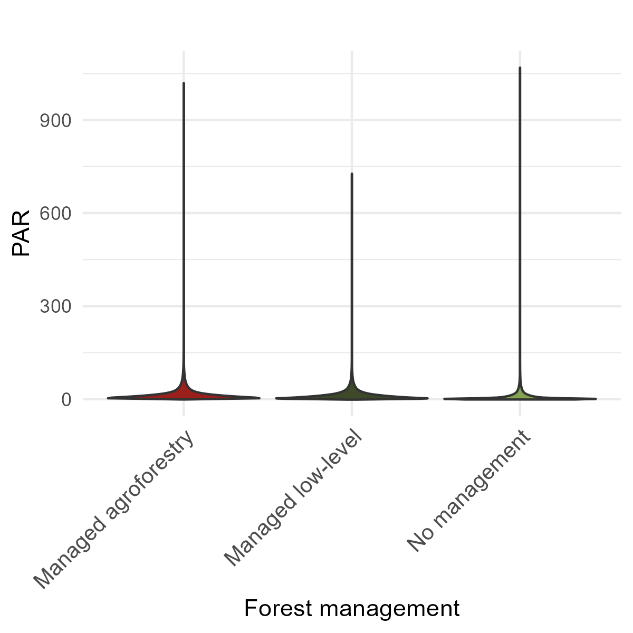 PAR
900
600
300
0
Managed agroforestry
Managed low-level
No management
Forest management